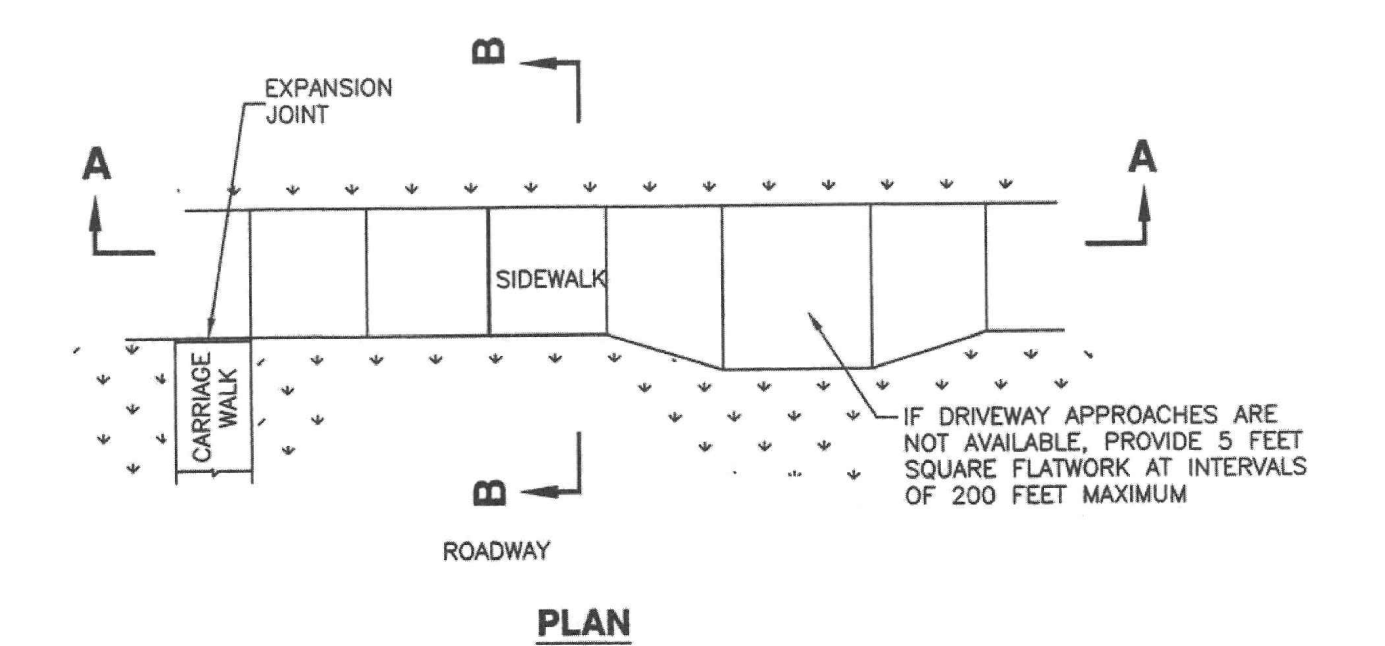 B
EXPANSION
JOINT
A
A
SIDEWALK
CARRIAGE
WALK
IF DRIVEWAY APPROACHES ARE
NOT AVAILABLE, PROVIDE 5 FEET
SQUARE FLATWORK AT INTERVALS
OF 200 FEET MAXIMUM
B
ROADWAY
PLAN